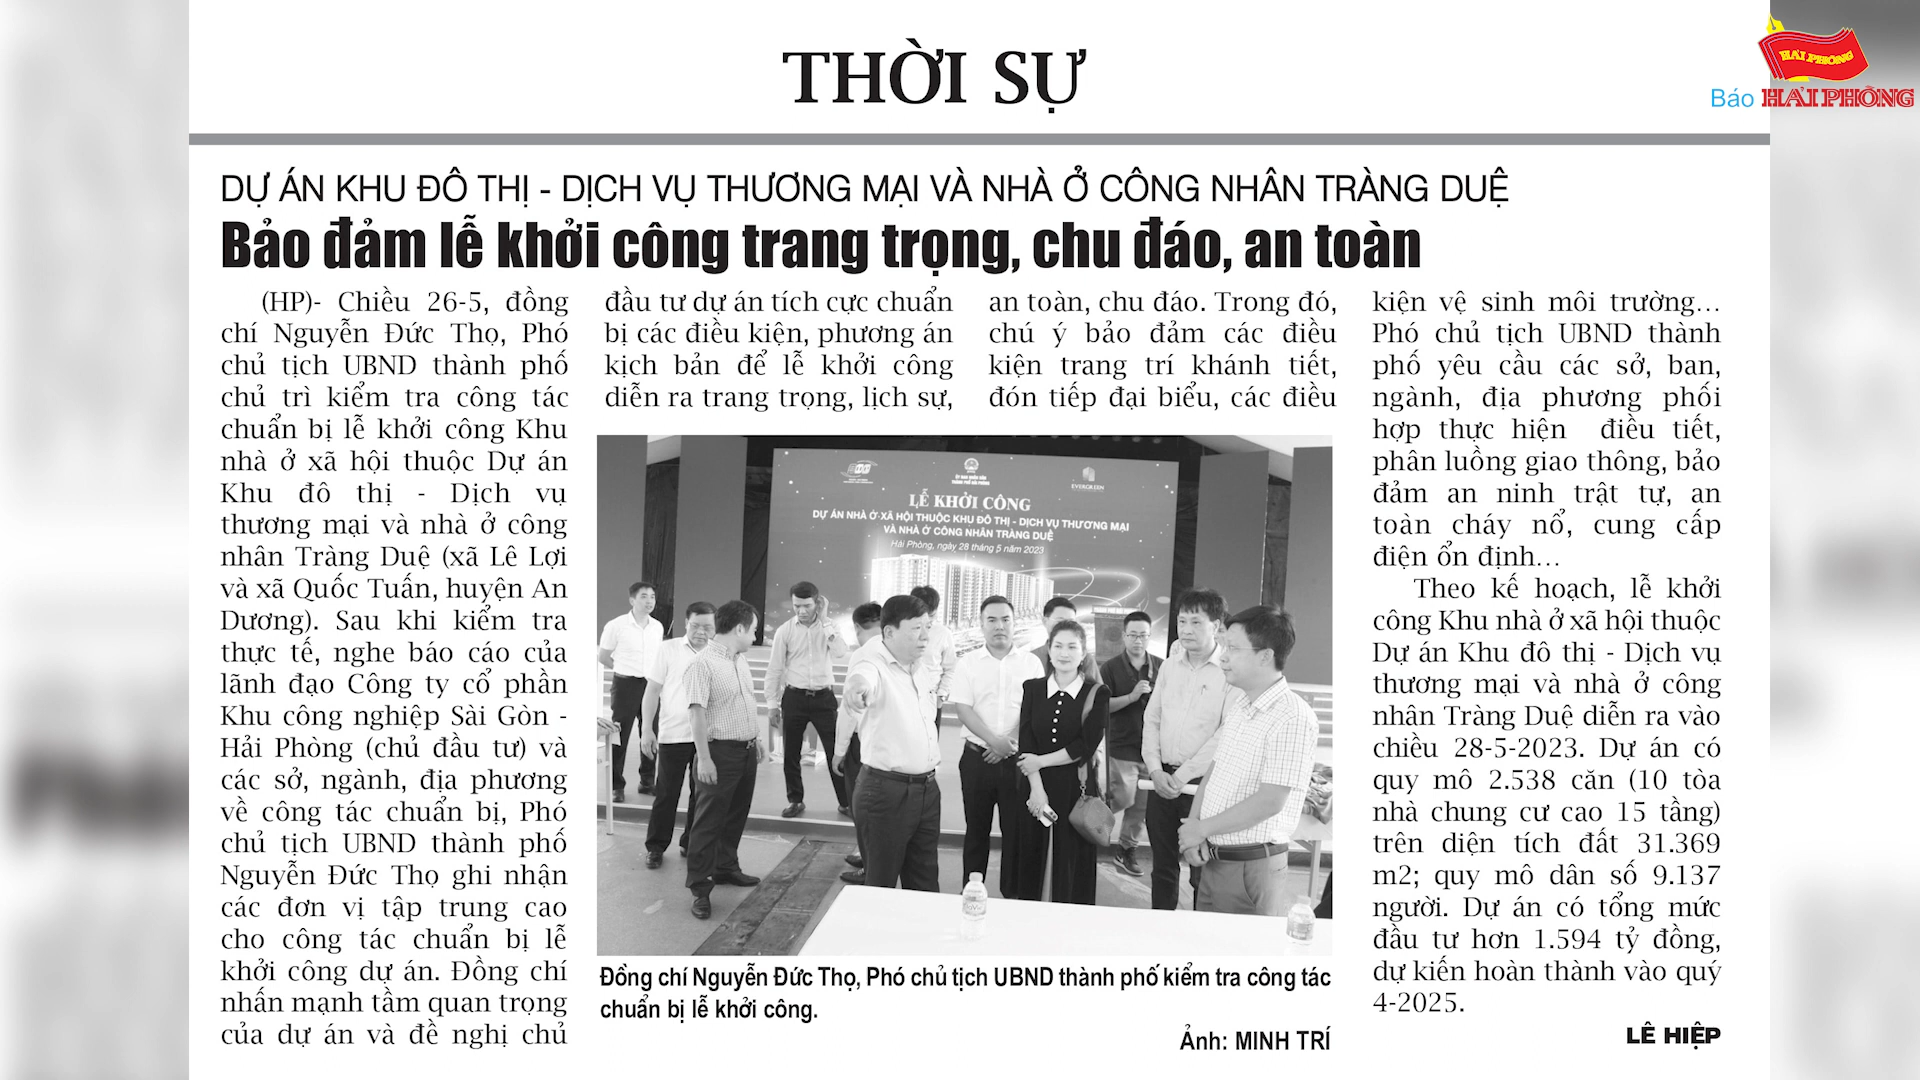 THỜI SỰ
HẢI PHÒNG
Báo HẢI PHÒNG
DỰ ÁN KHU ĐÔ THỊ - DỊCH VỤ THƯƠNG MẠI VÀ NHÀ Ở CÔNG NHÂN TRÀNG DUỆ
Bảo đảm lễ khởi công trang trọng, chu đáo, an toàn
(HP)- Chiều 26-5, đồng
chí Nguyễn Đức Thọ, Phó
chủ tịch UBND thành phố
chủ trì kiểm tra công tác
chuẩn bị lễ khởi công Khu
nhà ở xã hội thuộc Dự án
Khu đô thị - Dịch vụ
thương mại và nhà ở công
nhân Tràng Duệ (xã Lê Lợi
và xã Quốc Tuấn, huyện An
Dương). Sau khi kiểm tra
thực tế, nghe báo cáo của
lãnh đạo Công ty cổ phần
Khu công nghiệp Sài Gòn -
Hải Phòng (chủ đầu tư) và
các sở, ngành, địa phương
về công tác chuẩn bị, Phó
chủ tịch UBND thành phố
Nguyễn Đức Thọ ghi nhận
các đơn vị tập trung cao
cho công tác chuẩn bị lễ
khởi công dự án. Đồng chí
nhấn mạnh tầm quan trọng
của dự án và đề nghị chủ
đầu tư dự án tích cực chuẩn
bị các điều kiện, phương án
kịch bản để lễ khởi công
diễn ra trang trọng, lịch sự,
an toàn, chu đáo. Trong đó,
chú ý bảo đảm các điều
kiện trang trí khánh tiết,
đón tiếp đại biểu, các điều
kiện vệ sinh môi trường...
Phó chủ tịch UBND thành
phố yêu cầu các sở, ban,
ngành, địa phương phối
hợp thực hiện điều tiết,
phân luồng giao thông, bảo
đảm an ninh trật tự, an
toàn cháy nổ, cung cấp
điện ổn định...
Theo kế hoạch, lễ khởi
công Khu nhà ở xã hội thuộc
Dự án Khu đô thị - Dịch vụ
thương mại và nhà ở công
nhân Tràng Duệ diễn ra vào
chiều 28-5-2023. Dự án có
quy mô 2.538 căn (10 tòa
nhà chung cư cao 15 tầng)
trên diện tích đất 31.369
m2; quy mô dân số 9.137
người. Dự án có tổng mức
đầu tư hơn 1.594 tỷ đồng,
dự kiến hoàn thành vào quý
4-2025.
LÊ HIỆP
ỦY BAN NHÂN DÂN
THÀNH PHỐ HẢI PHÒNG
EVERGREEN
LỄ KHỞI CÔNG
DỰ ÁN NHÀ Ở XÃ HỘI THUỘC KHU ĐÔ THỊ - DỊCH VỤ THƯƠNG MẠI
VÀ NHÀ Ở CÔNG NHÂN TRÀNG DUỆ
Hải Phòng, ngày 28 tháng 5 năm 2023
Đồng chí Nguyễn Đức Thọ, Phó chủ tịch UBND thành phố kiểm tra công tác
chuẩn bị lễ khởi công.
Ảnh: MINH TRÍ